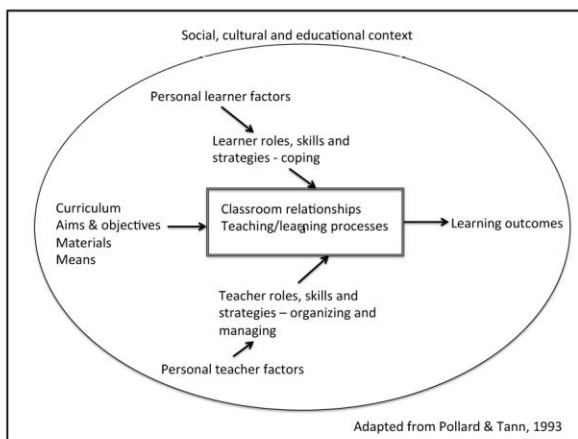 Social, cultural and educational context
Personal learner factors
Learner roles, skills and
strategies - coping
Curriculum
Aims & objectives
Materials
Means
Classroom relationships
Teaching/learning processes
Learning outcomes
Teacher roles, skills and
strategies – organizing and
managing
Personal teacher factors
Adapted from Pollard & Tann, 1993